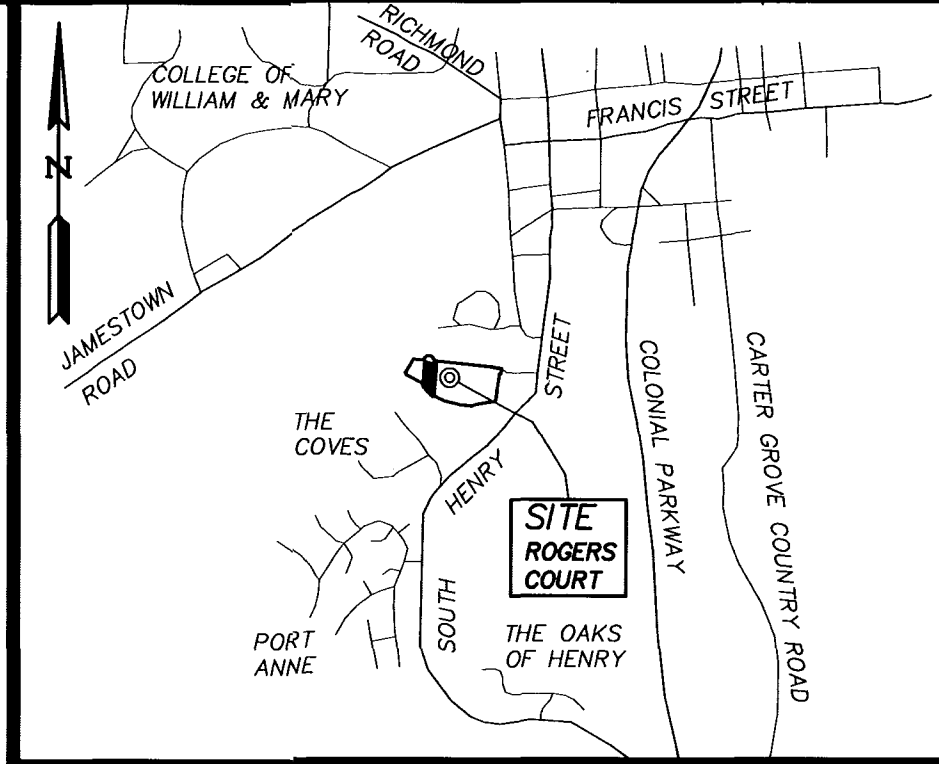 RICHMOND
ROAD
COLLEGE OF
WILLIAM & MARY
FRANCIS STREET
N
JAMESTOWN
ROAD
STREET
COLONIAL PARKWAY
CARTER GROVE COUNTRY ROAD
THE
COVES
HENRY
SITE
ROGERS
COURT
SOUTH
PORT
ANNE
THE OAKS
OF HENRY